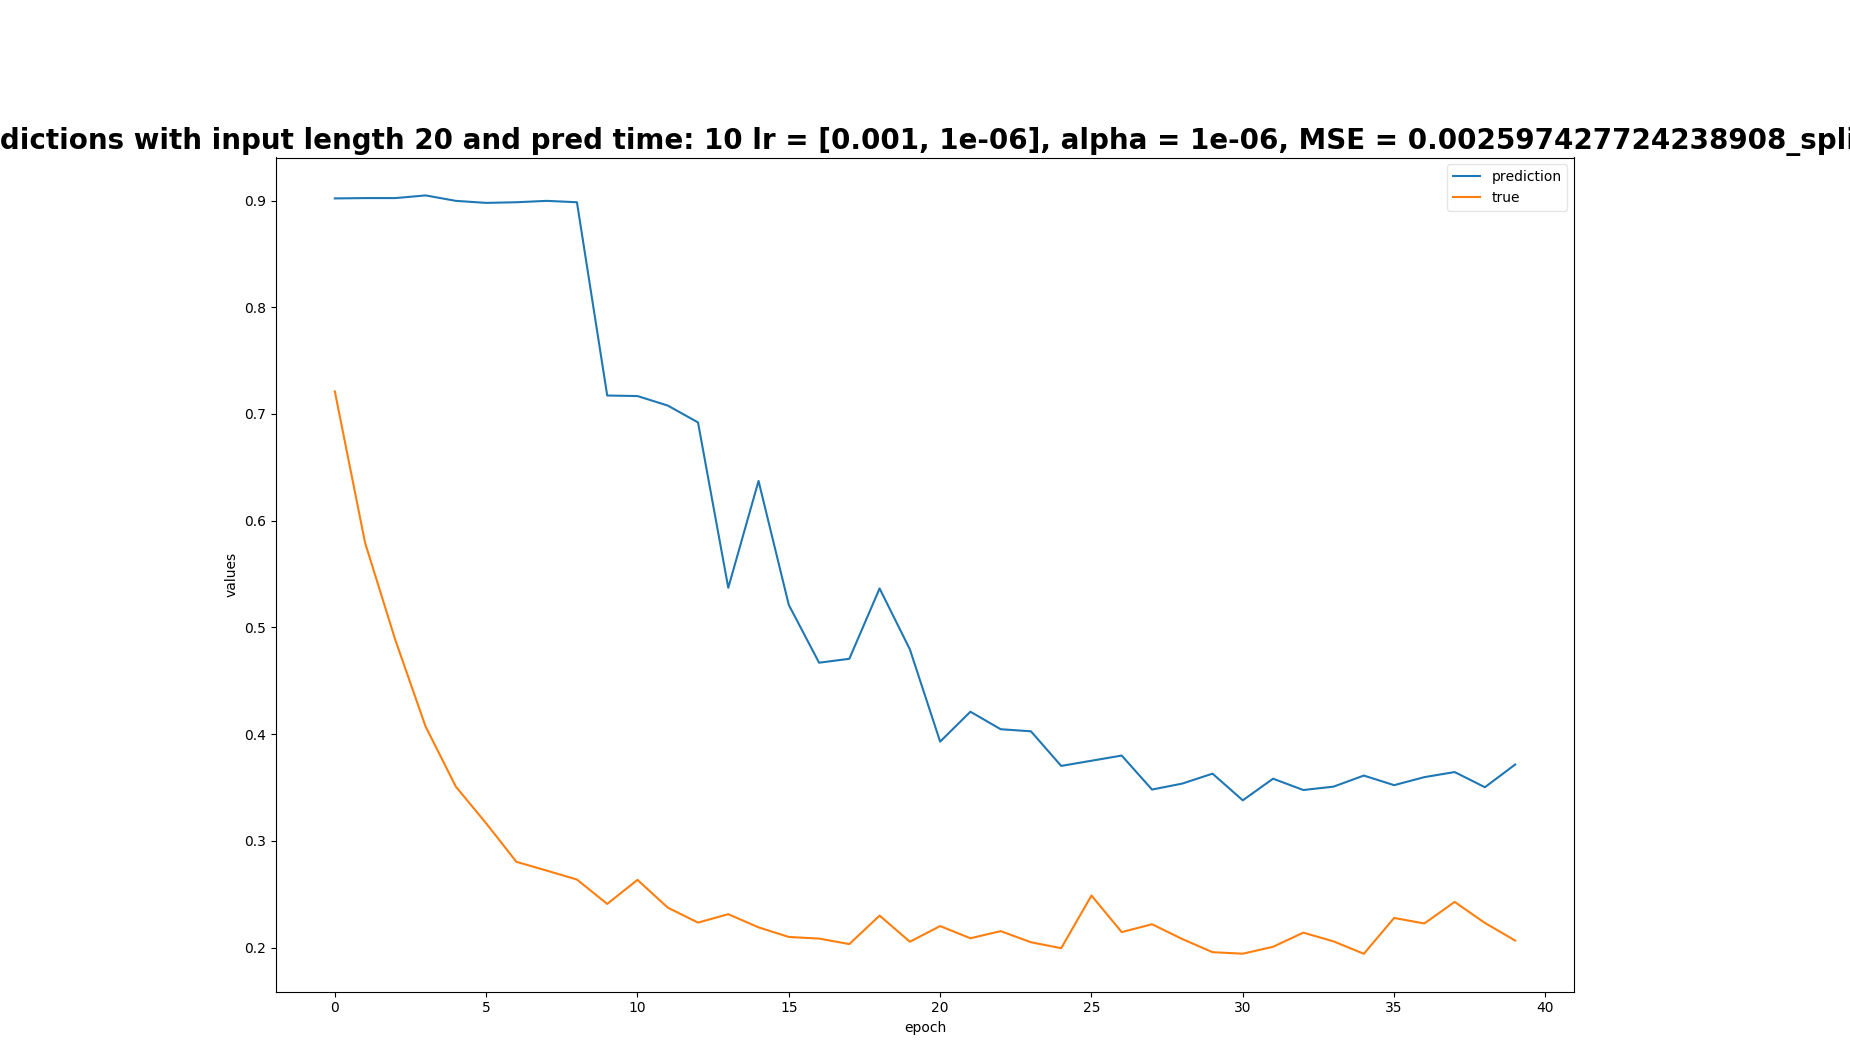 dictions with input length 20 and pred time: 10 lr = [0.001, 1e-06], alpha = 1e-06, MSE = 0.002597427724238908_spli
prediction
true
0.9
0.8
0.7
0.6
0.5
0.4
0.3
0.2
values
0 5 10 15 20 25 30 35 40
epoch